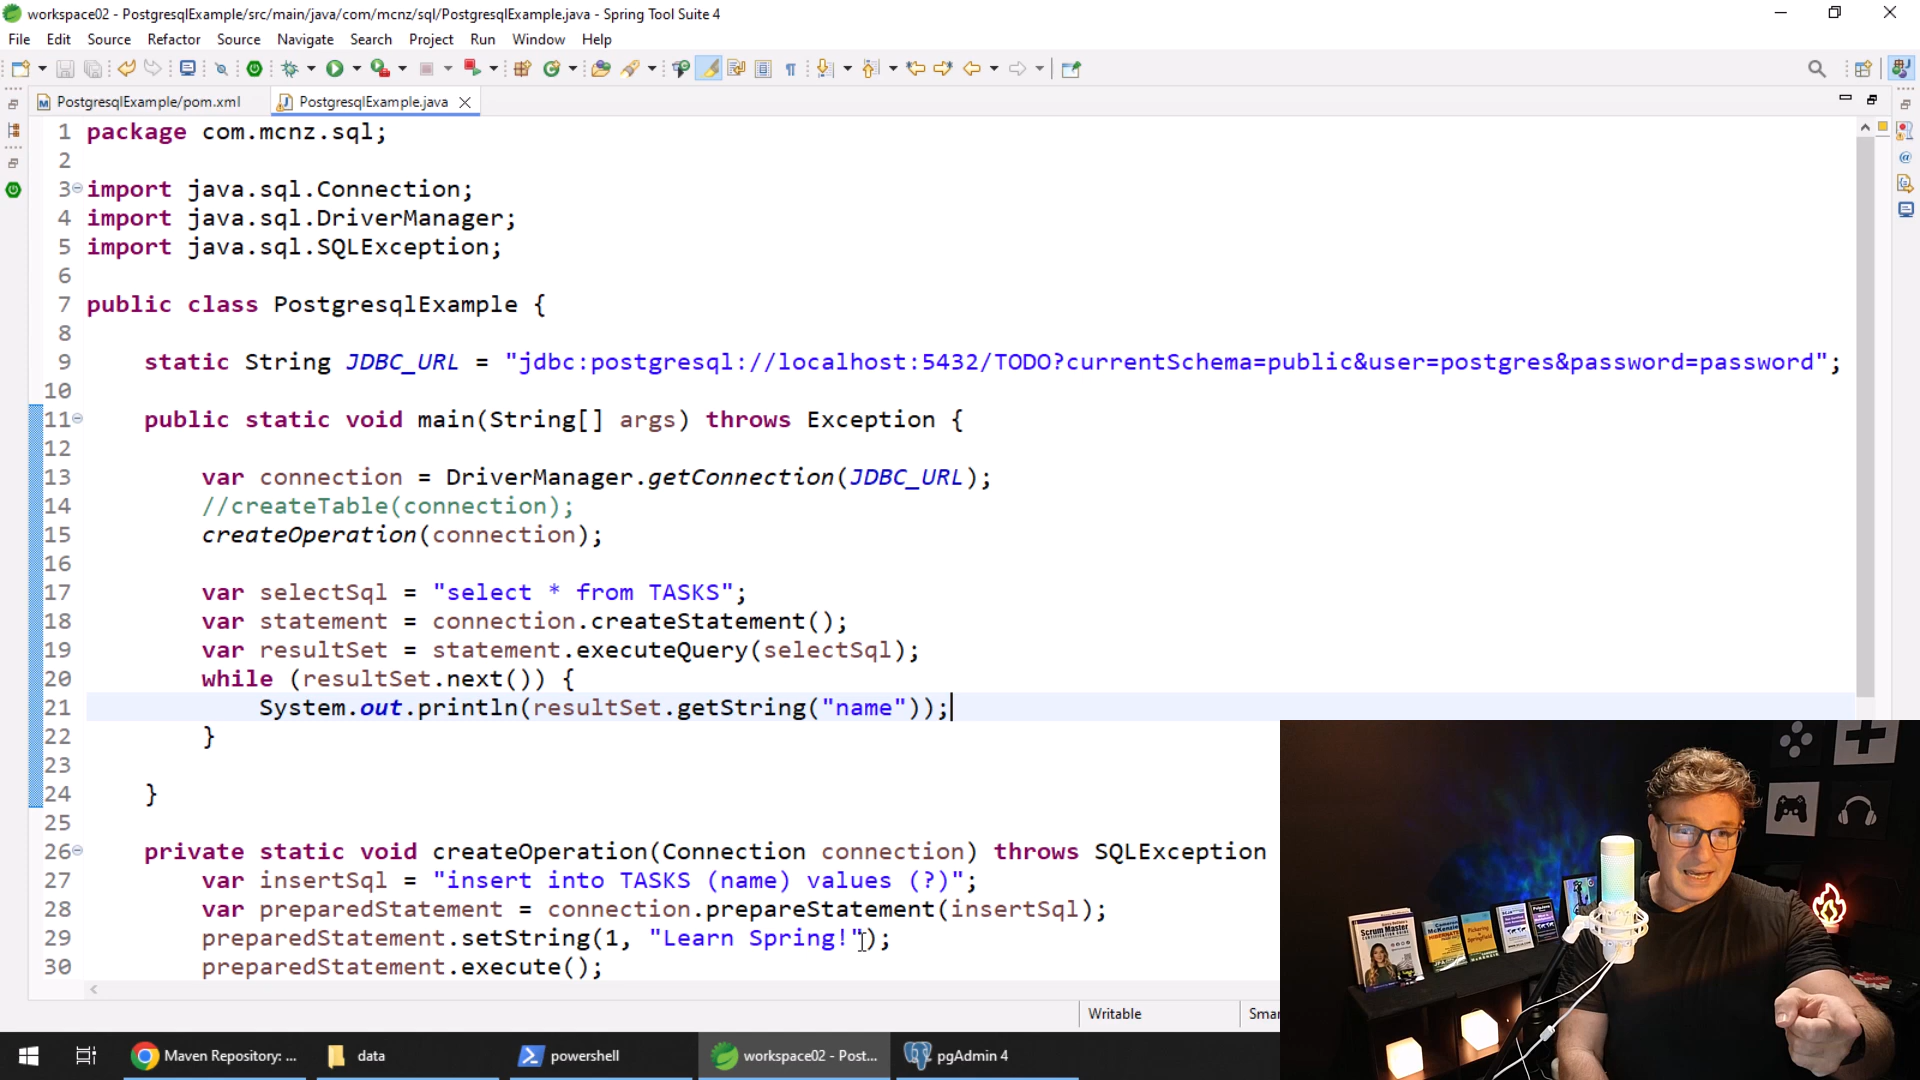 workspace02 - PostgresqlExample/src/main/java/com/mcnz/sql/PostgresqlExample.java - Spring Tool Suite 4
File Edit Source Refactor Source Navigate Search Project Run Window Help
PostgresqlExample/pom.xml PostgresqlExample.java
1 package com.mcnz.sql;
2
3 import java.sql.Connection;
4 import java.sql.DriverManager;
5 import java.sql.SQLException;
6
7 public class PostgresqlExample {
8
9 static String JDBC_URL = "jdbc:postgresql://localhost:5432/TODO?currentSchema=public&user=postgres&password=password";
10
11 public static void main(String[] args) throws Exception {
12
13 var connection = DriverManager.getConnection(JDBC_URL);
14 //createTable(connection);
15 createOperation(connection);
16
17 var selectSql = "select * from TASKS";
18 var statement = connection.createStatement();
19 var resultSet = statement.executeQuery(selectSql);
20 while (resultSet.next()) {
21 System.out.println(resultSet.getString("name"));
22 }
23
24 }
25
26 private static void createOperation(Connection connection) throws SQLException
27 var insertSql = "insert into TASKS (name) values (?)";
28 var preparedStatement = connection.prepareStatement(insertSql);
29 preparedStatement.setString(1, "Learn Spring!");
30 preparedStatement.execute();
Writable Smar
Maven Repository: ... data powershell workspace02 - Post... pgAdmin 4